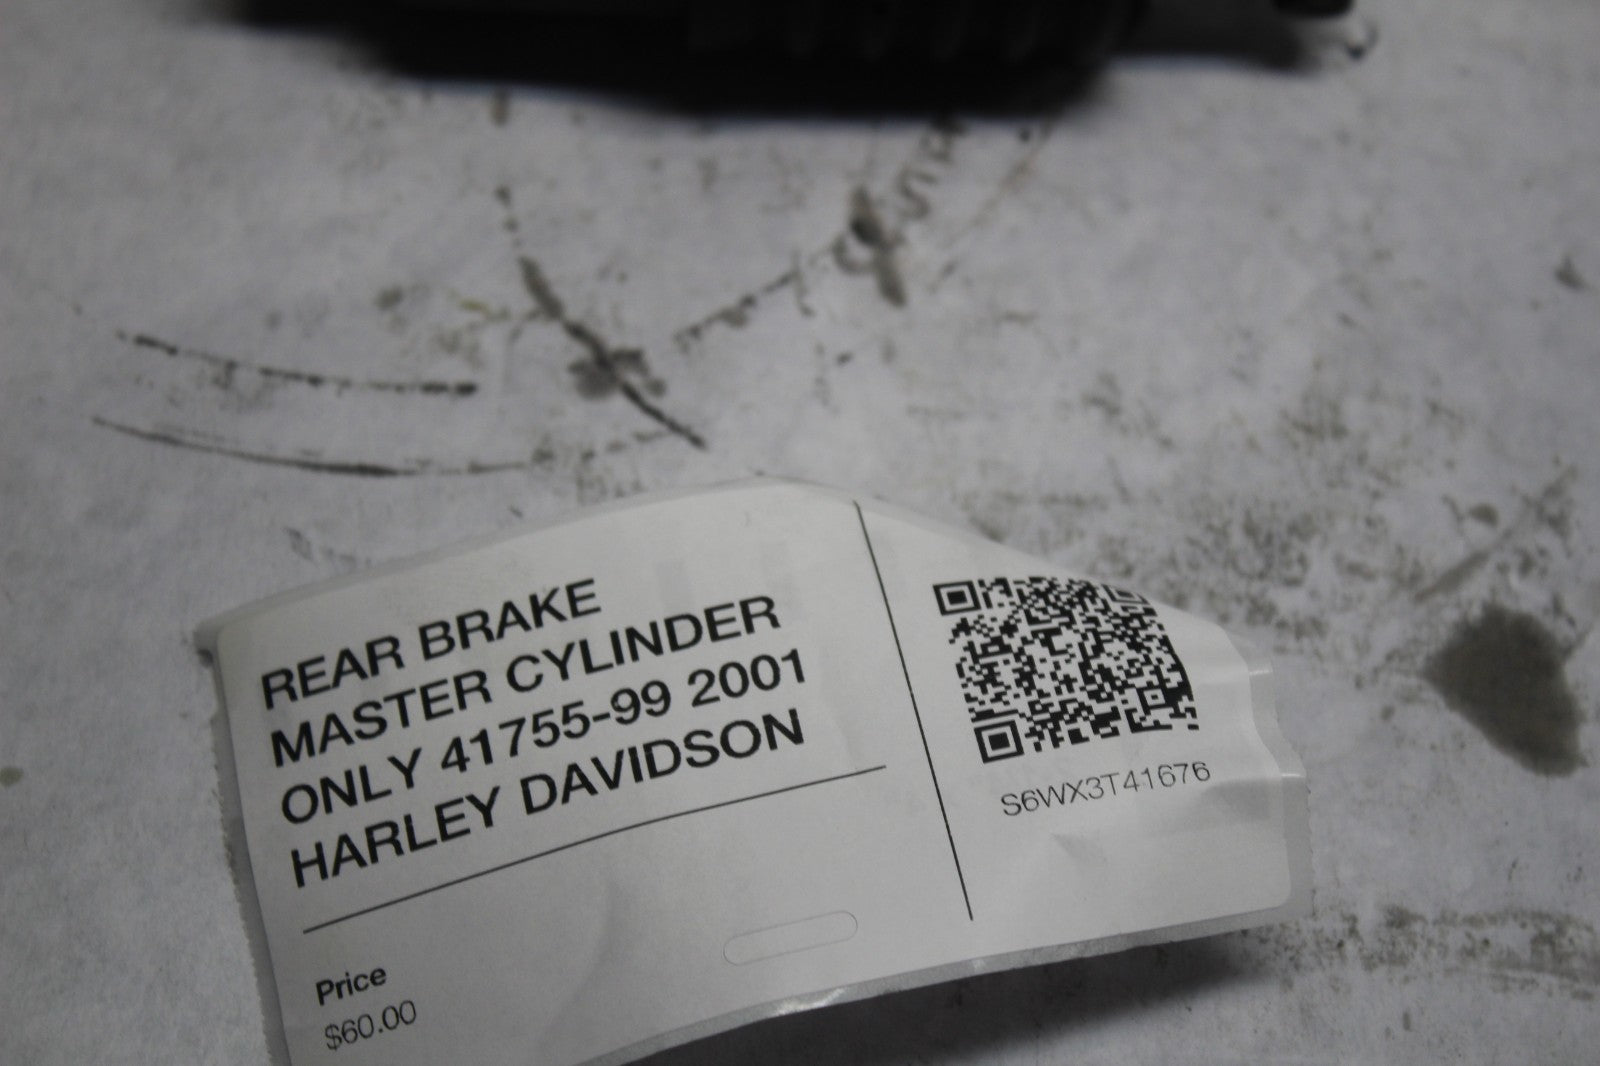 REAR BRAKE
MASTER CYLINDER
ONLY 41755-99 2001
HARLEY DAVIDSON
Price
$60.00
S6WX3T41676